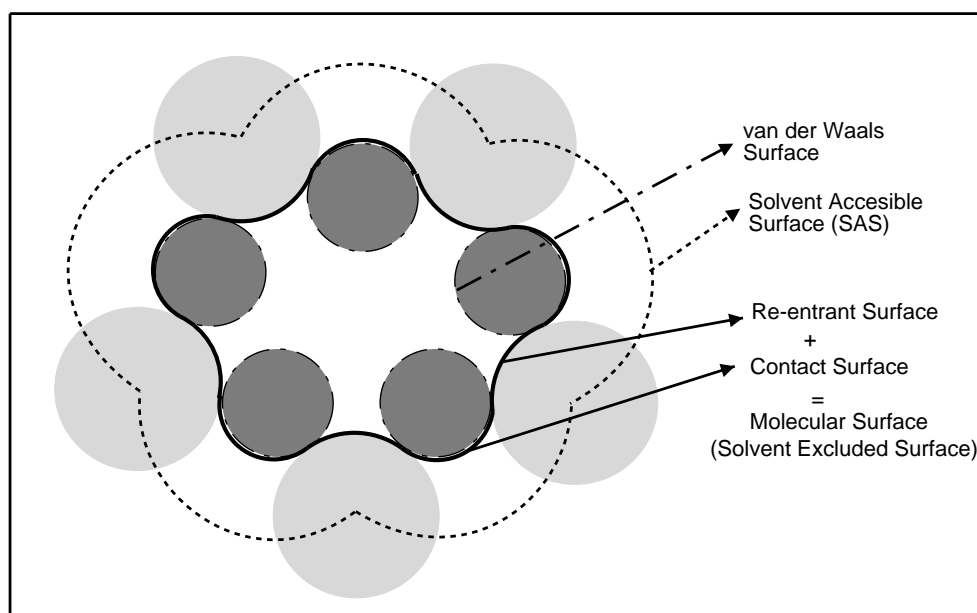 van der Waals
Surface
Solvent Accesible
Surface (SAS)
Re-entrant Surface
+
Contact Surface
=
Molecular Surface
(Solvent Excluded Surface)